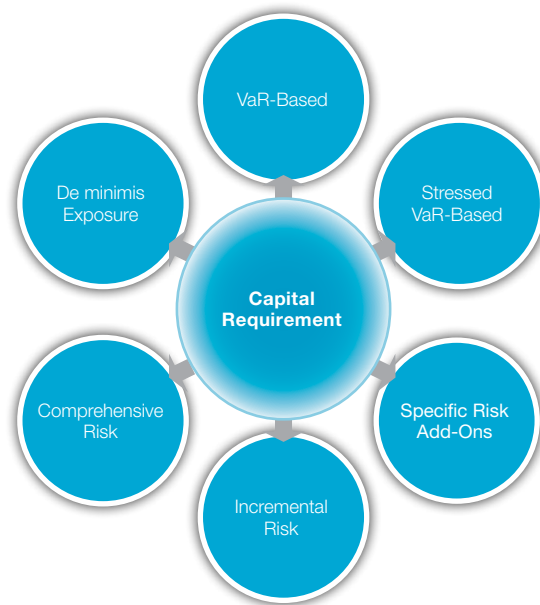 VaR-Based
De minimis
Exposure
Stressed
VaR-Based
Capital
Requirement
Comprehensive
Risk
Specific Risk
Add-Ons
Incremental
Risk